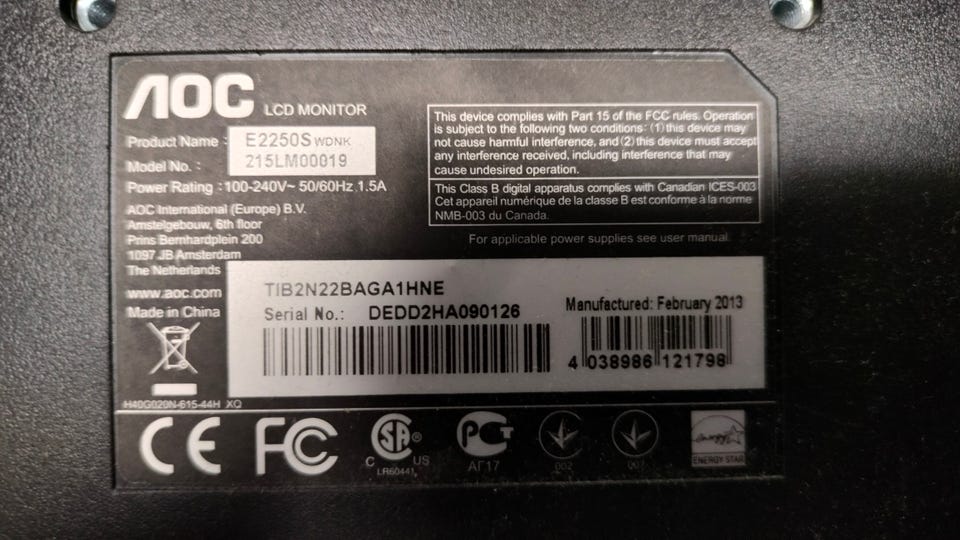 AOC LCD MONITOR
Product Name : E2250S WDNK
Model No. : 215LM00019
Power Rating :100-240V~ 50/60Hz 1.5A
AOC International (Europe) B.V.
Amstelgebouw, 6th floor
Prins Bernhardplein 200
1097 JB Amsterdam
The Netherlands
www.aoc.com
Made in China
This device complies with Part 15 of the FCC rules. Operation
is subject to the following two conditions: (1) this device may
not cause harmful interference, and (2) this device must accept
any interference received, including interference that may
cause undesired operation.
This Class B digital apparatus complies with Canadian ICES-003
Cet apareil numérique de la classe B est conforme à la norme
NMB-003 du Canada.
For applicable power supplies see user manual.
TIB2N22BAGA1HNE
Serial No.: DEDD2HA090126
Manufactured: February 2013
4 038986 121798
H40G020N-615-44H XQ
CE FC C SA ® US PCT
LR60441
АГ17
002
007
energy
ENERGY STAR